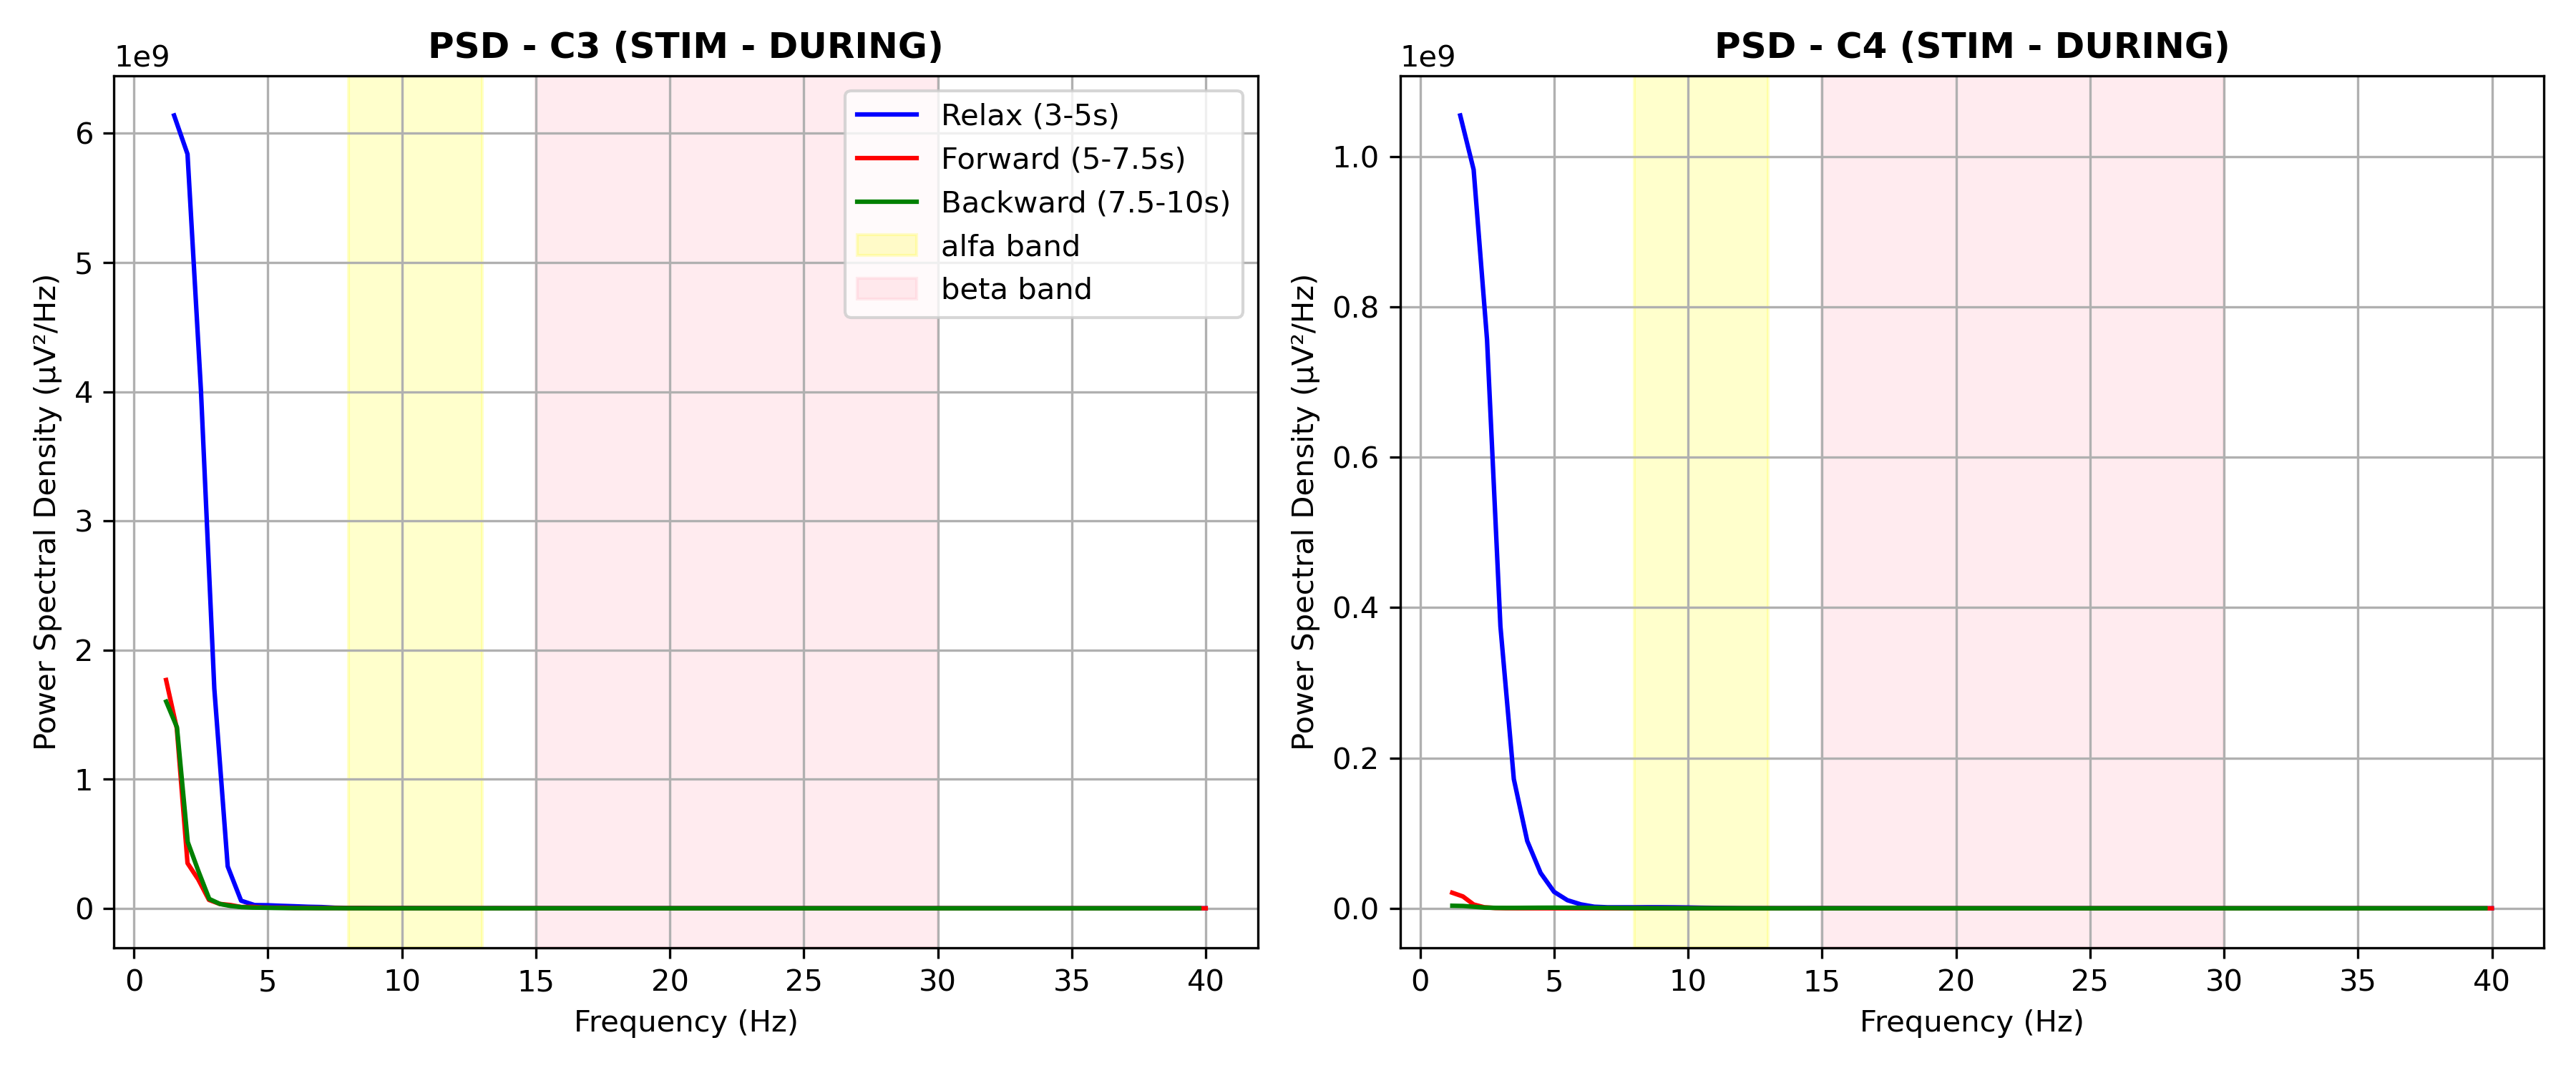 PSD - C3 (STIM - DURING)
1e9
6
5
4
3
2
1
0
Power Spectral Density (µV²/Hz)
Relax (3-5s)
Forward (5-7.5s)
Backward (7.5-10s)
alfa band
beta band
0 5 10 15 20 25 30 35 40
Frequency (Hz)
PSD - C4 (STIM - DURING)
1e9
1.0
0.8
0.6
0.4
0.2
0.0
Power Spectral Density (µV²/Hz)
0 5 10 15 20 25 30 35 40
Frequency (Hz)